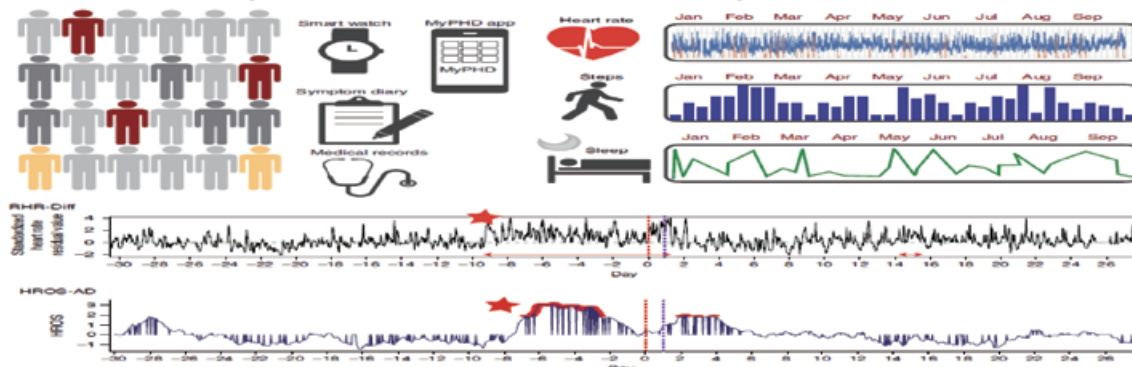 Smart watch
MyPHD app
Heart rate
Jan Feb Mar Apr May Jun Jul Aug Sep
MyPHD
Steps
Jan Feb Mar Apr May Jun Jul Aug Sep
Symptom diary
Jan Feb Mar Apr May Jun Jul Aug Sep
Medical records
Sleep
RHR-Diff
Standardized
heart rate
residual value
4
2
0
−2
−30 −28 −26 −24 −22 −20 −18 −16 −14 −12 −10 −8 −6 −4 −2 0 2 4 6 8 10 12 14 16 18 20 22 24 26
Day
HROS-AD
HROS
−30 −28 −26 −24 −22 −20 −18 −16 −14 −12 −10 −8 −6 −4 −2 0 2 4 6 8 10 12 14 16 18 20 22 24 26